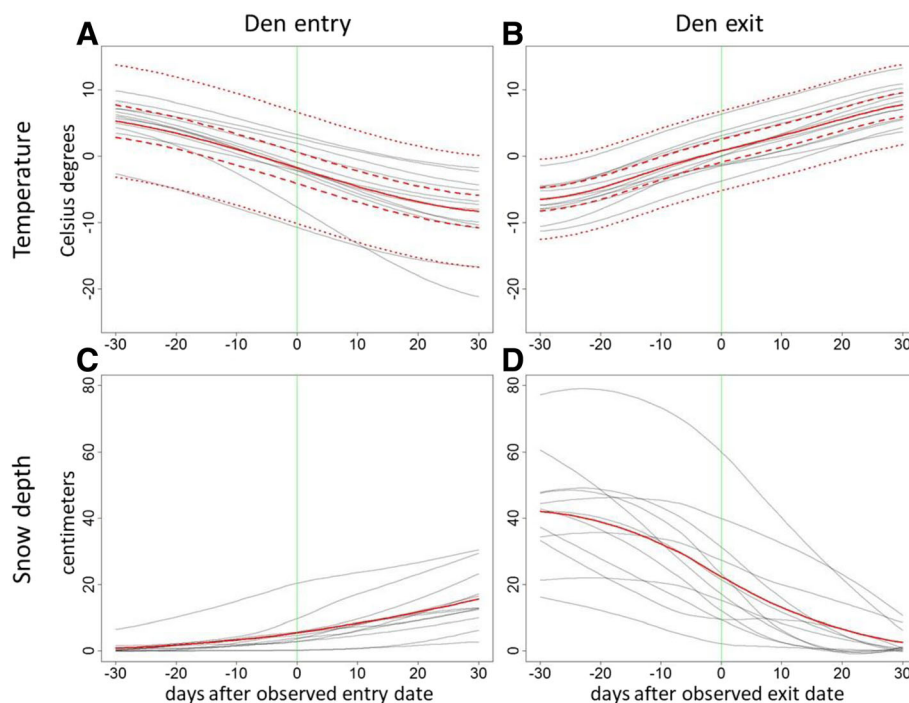 Den entry
Den exit
A
B
Temperature
Celsius degrees
10
0
-10
-20
10
0
-10
-20
-30 -20 -10 0 10 20 30
-30 -20 -10 0 10 20 30
C
D
Snow depth
centimeters
80
60
40
20
0
80
60
40
20
0
-30 -20 -10 0 10 20 30
-30 -20 -10 0 10 20 30
days after observed entry date
days after observed exit date